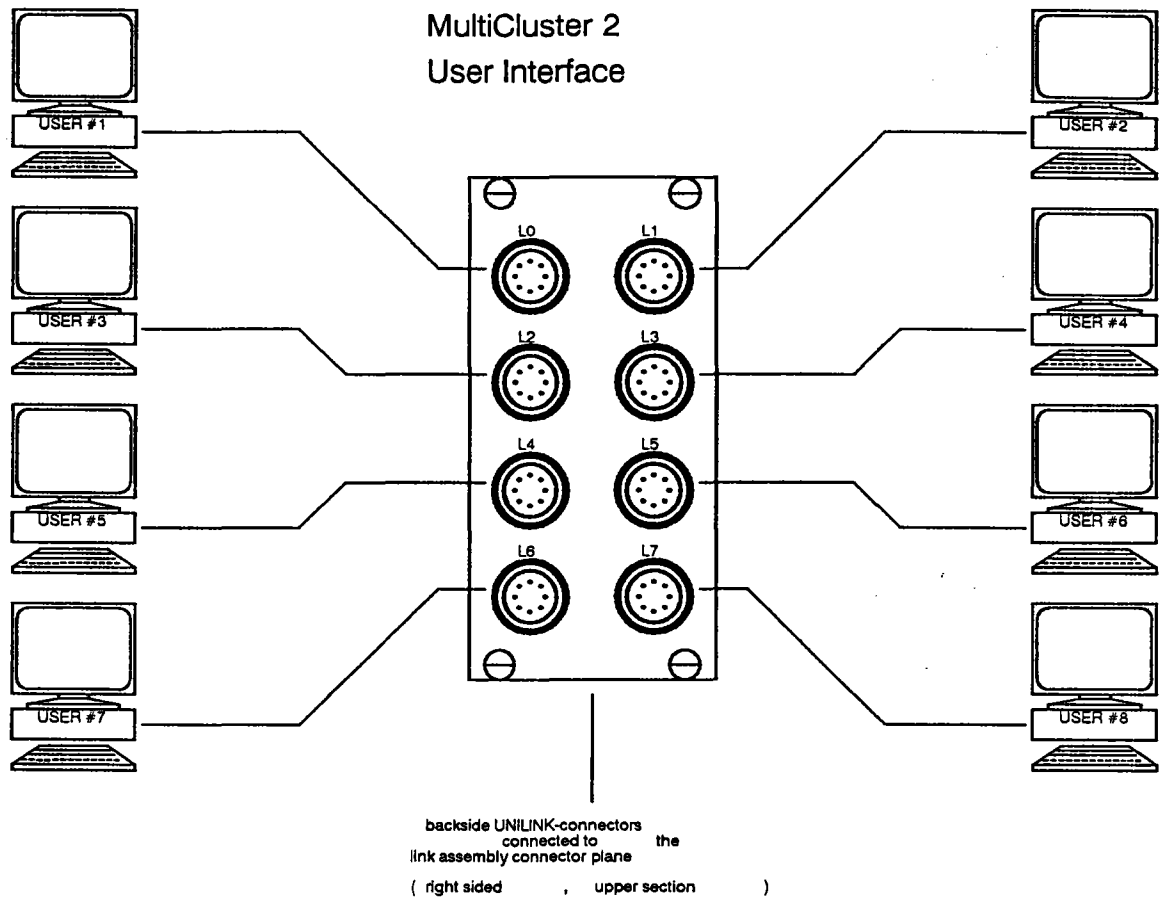 MultiCluster 2
User Interface
USER #1
USER #2
L0
L1
USER #3
USER #4
L2
L3
L4
L5
USER #5
USER #6
L6
L7
USER #7
USER #8
backside UNILINK-connectors
connected to the
link assembly connector plane
( right sided , upper section )